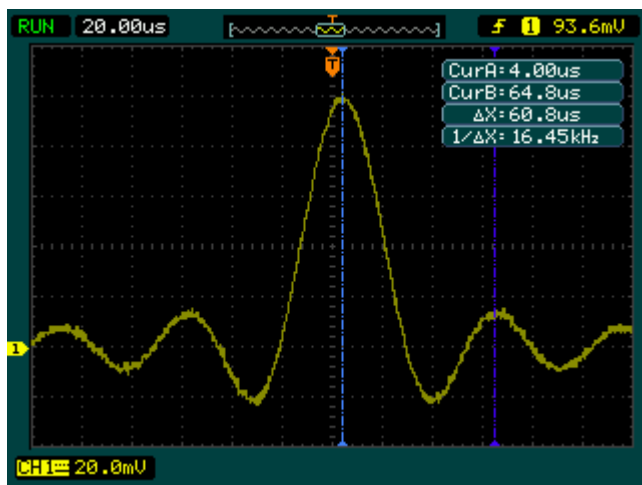 RUN 20.00us T f 1 93.6mV
T
CurA:4.00us
CurB:64.8us
ΔX:60.8us
1/ΔX:16.45kHz
1
CH1 20.0mV